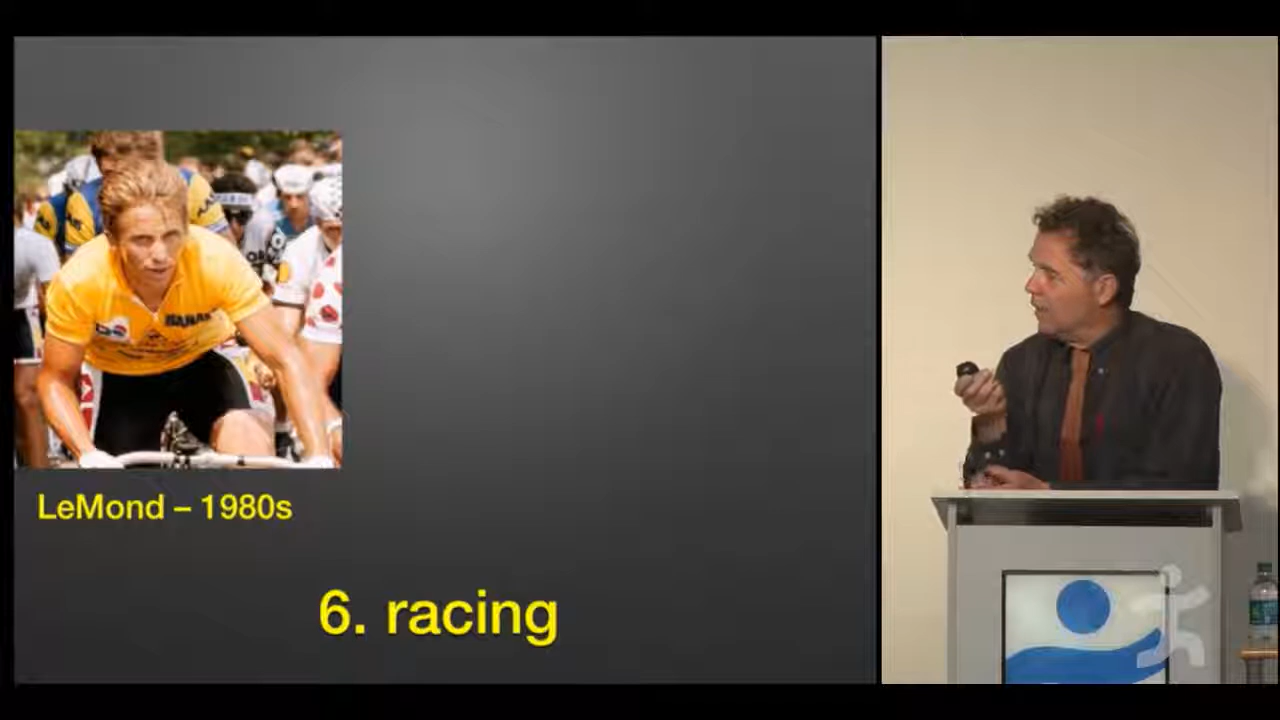 LeMond – 1980s
6. racing